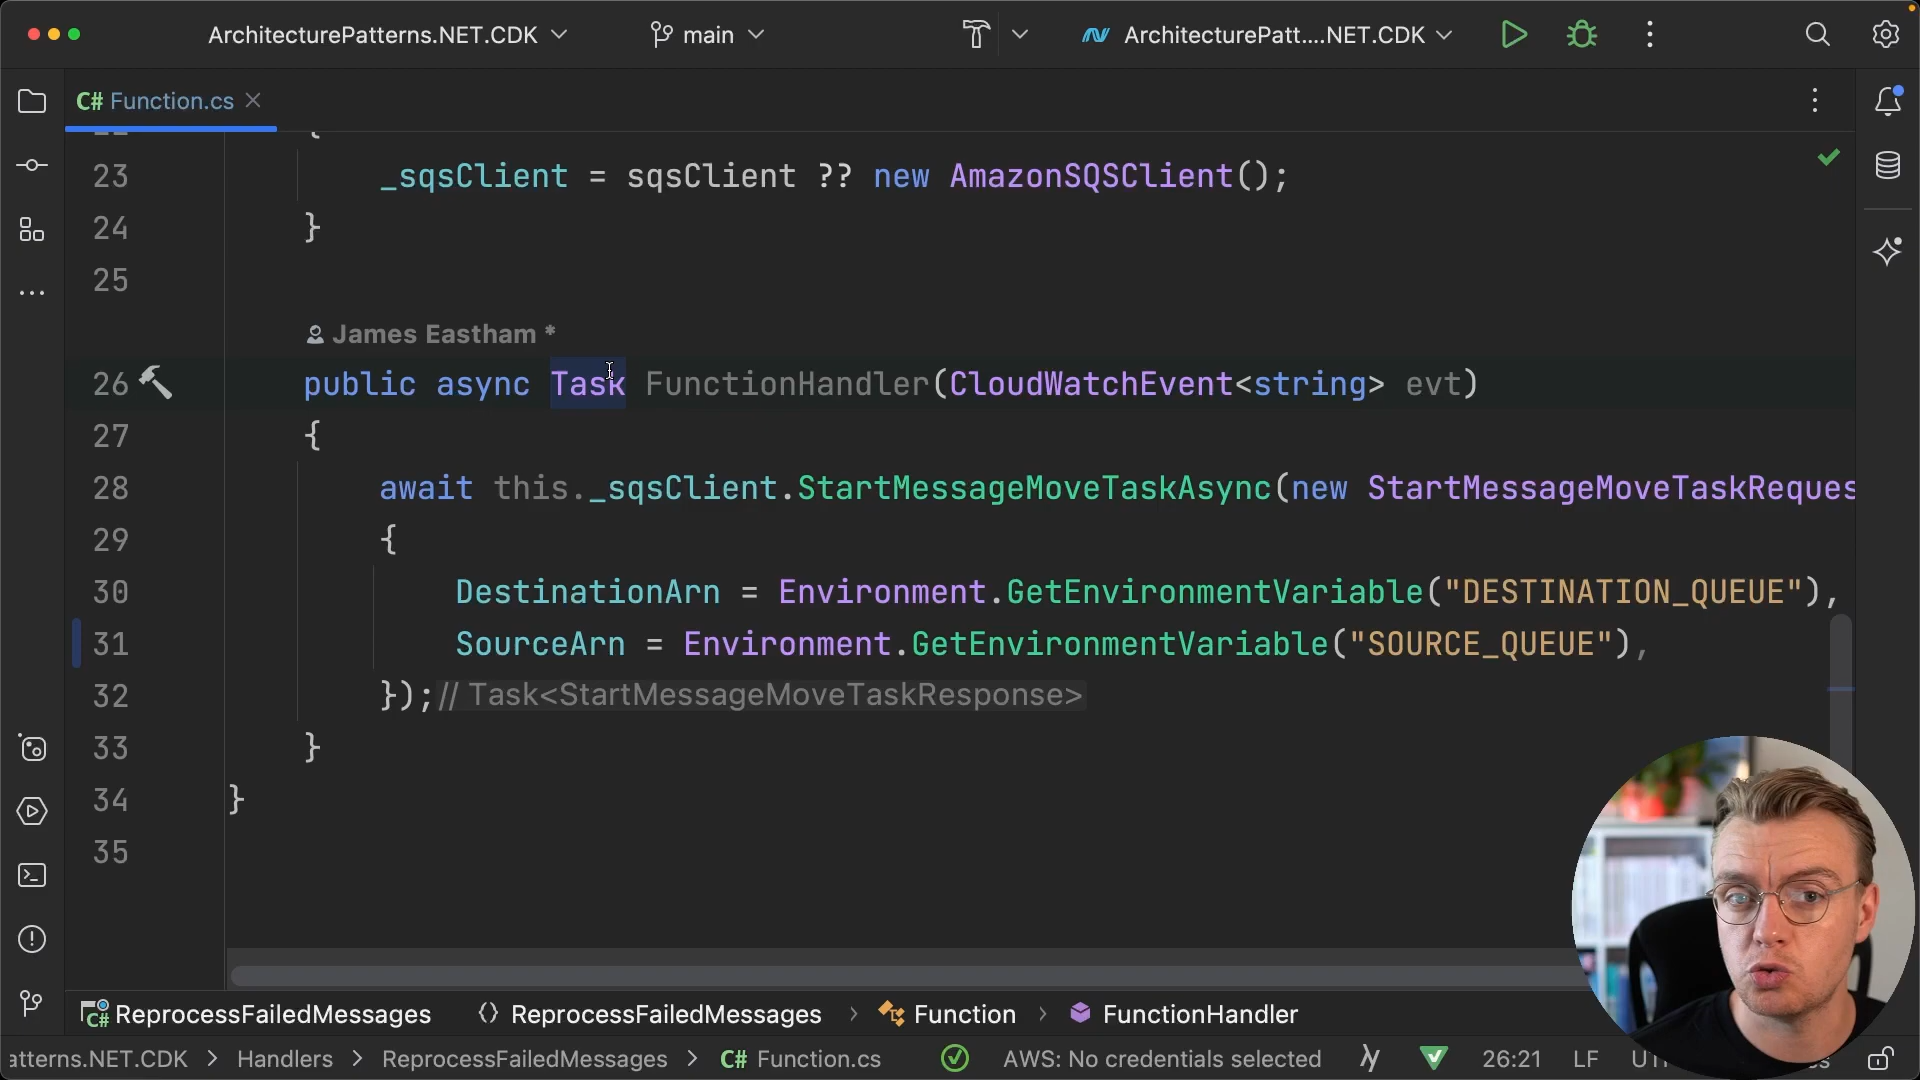 ArchitecturePatterns.NET.CDK
main
ArchitecturePatt....NET.CDK
C# Function.cs
{
23 _sqsClient = sqsClient ?? new AmazonSQSClient();
24 }
25
James Eastham *
26 public async Task FunctionHandler(CloudWatchEvent<string> evt)
27 {
28 await this._sqsClient.StartMessageMoveTaskAsync(new StartMessageMoveTaskReques
29 {
30 DestinationArn = Environment.GetEnvironmentVariable("DESTINATION_QUEUE"),
31 SourceArn = Environment.GetEnvironmentVariable("SOURCE_QUEUE"),
32 });// Task<StartMessageMoveTaskResponse>
33 }
34 }
35
C# ReprocessFailedMessages {} ReprocessFailedMessages > Function > FunctionHandler
atterns.NET.CDK > Handlers > ReprocessFailedMessages > C# Function.cs AWS: No credentials selected 26:21 LF